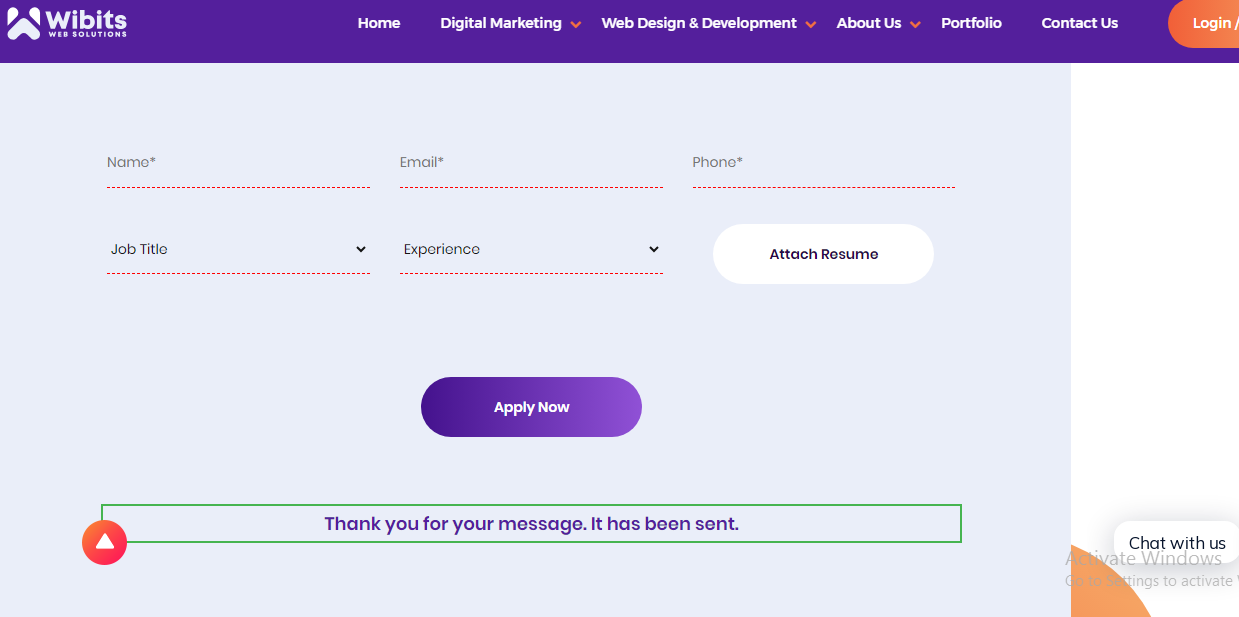 Wibits
WEB SOLUTIONS
Home Digital Marketing Web Design & Development About Us Portfolio Contact Us Login /
Name* Email* Phone*
Job Title Experience Attach Resume
Apply Now
Thank you for your message. It has been sent.
Chat with us
Activate Windows
Go to Settings to activate